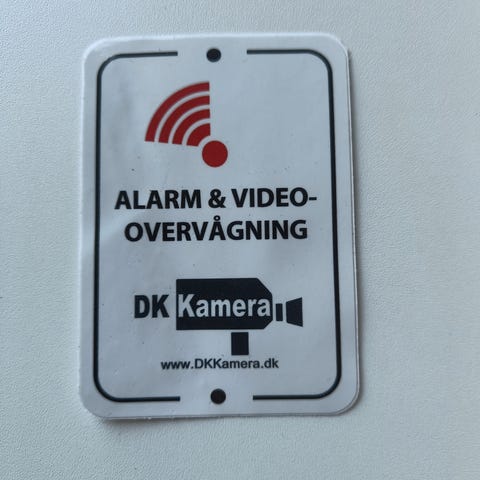 ALARM & VIDEO-
OVERVÅGNING
DK Kamera
www.DKKamera.dk